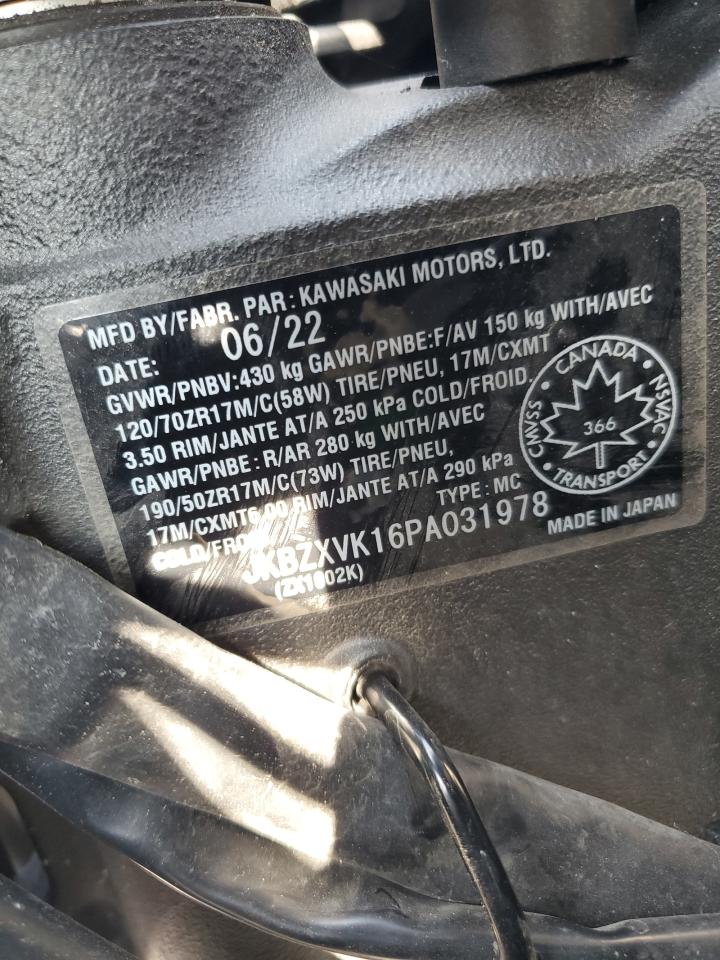 MFD BY/FABR. PAR : KAWASAKI MOTORS, LTD.
DATE: 06/22
GVWR/PNBV:430 kg GAWR/PNBE:F/AV 150 kg WITH/AVEC
120/70ZR17M/C(58W) TIRE/PNEU, 17M/CXMT
3.50 RIM/JANTE AT/A 250 kPa COLD/FROID.
GAWR/PNBE : R/AR 280 kg WITH/AVEC
190/50ZR17M/C(73W) TIRE/PNEU,
17M/CXMT6.00 RIM/JANTE AT/A 290 kPa
COLD/FROID. TYPE : MC
JKBZXVK16PA031978
(ZX1002K)
MADE IN JAPAN
CANADA
NSVAC
366
SSVMC
TRANSPORT